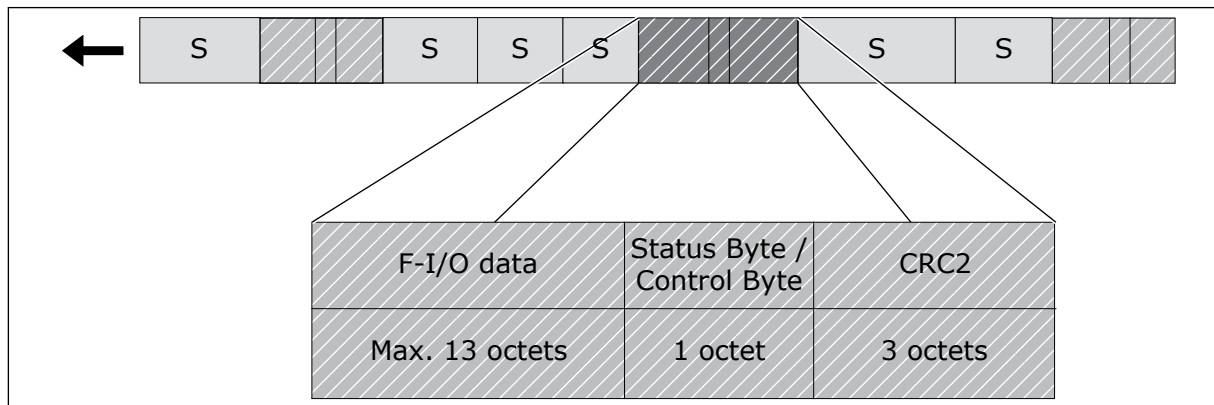 S S S S S S
F-I/O data
Status Byte /
Control Byte
CRC2
Max. 13 octets
1 octet
3 octets